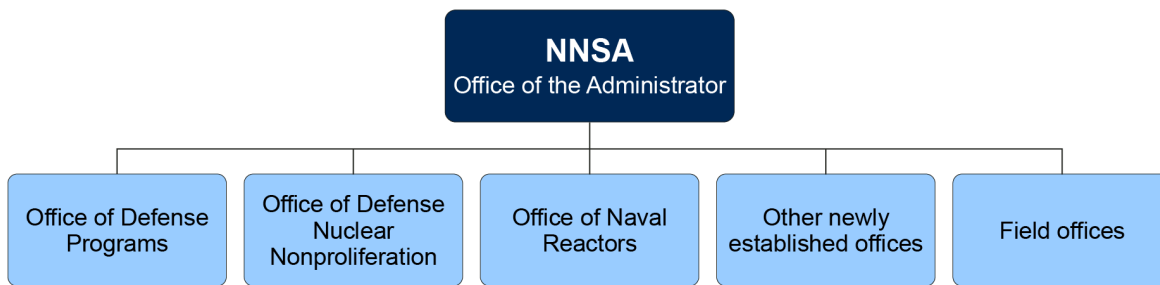 NNSA
Office of the Administrator
Office of Defense
Programs
Office of Defense
Nuclear
Nonproliferation
Office of Naval
Reactors
Other newly
established offices
Field offices